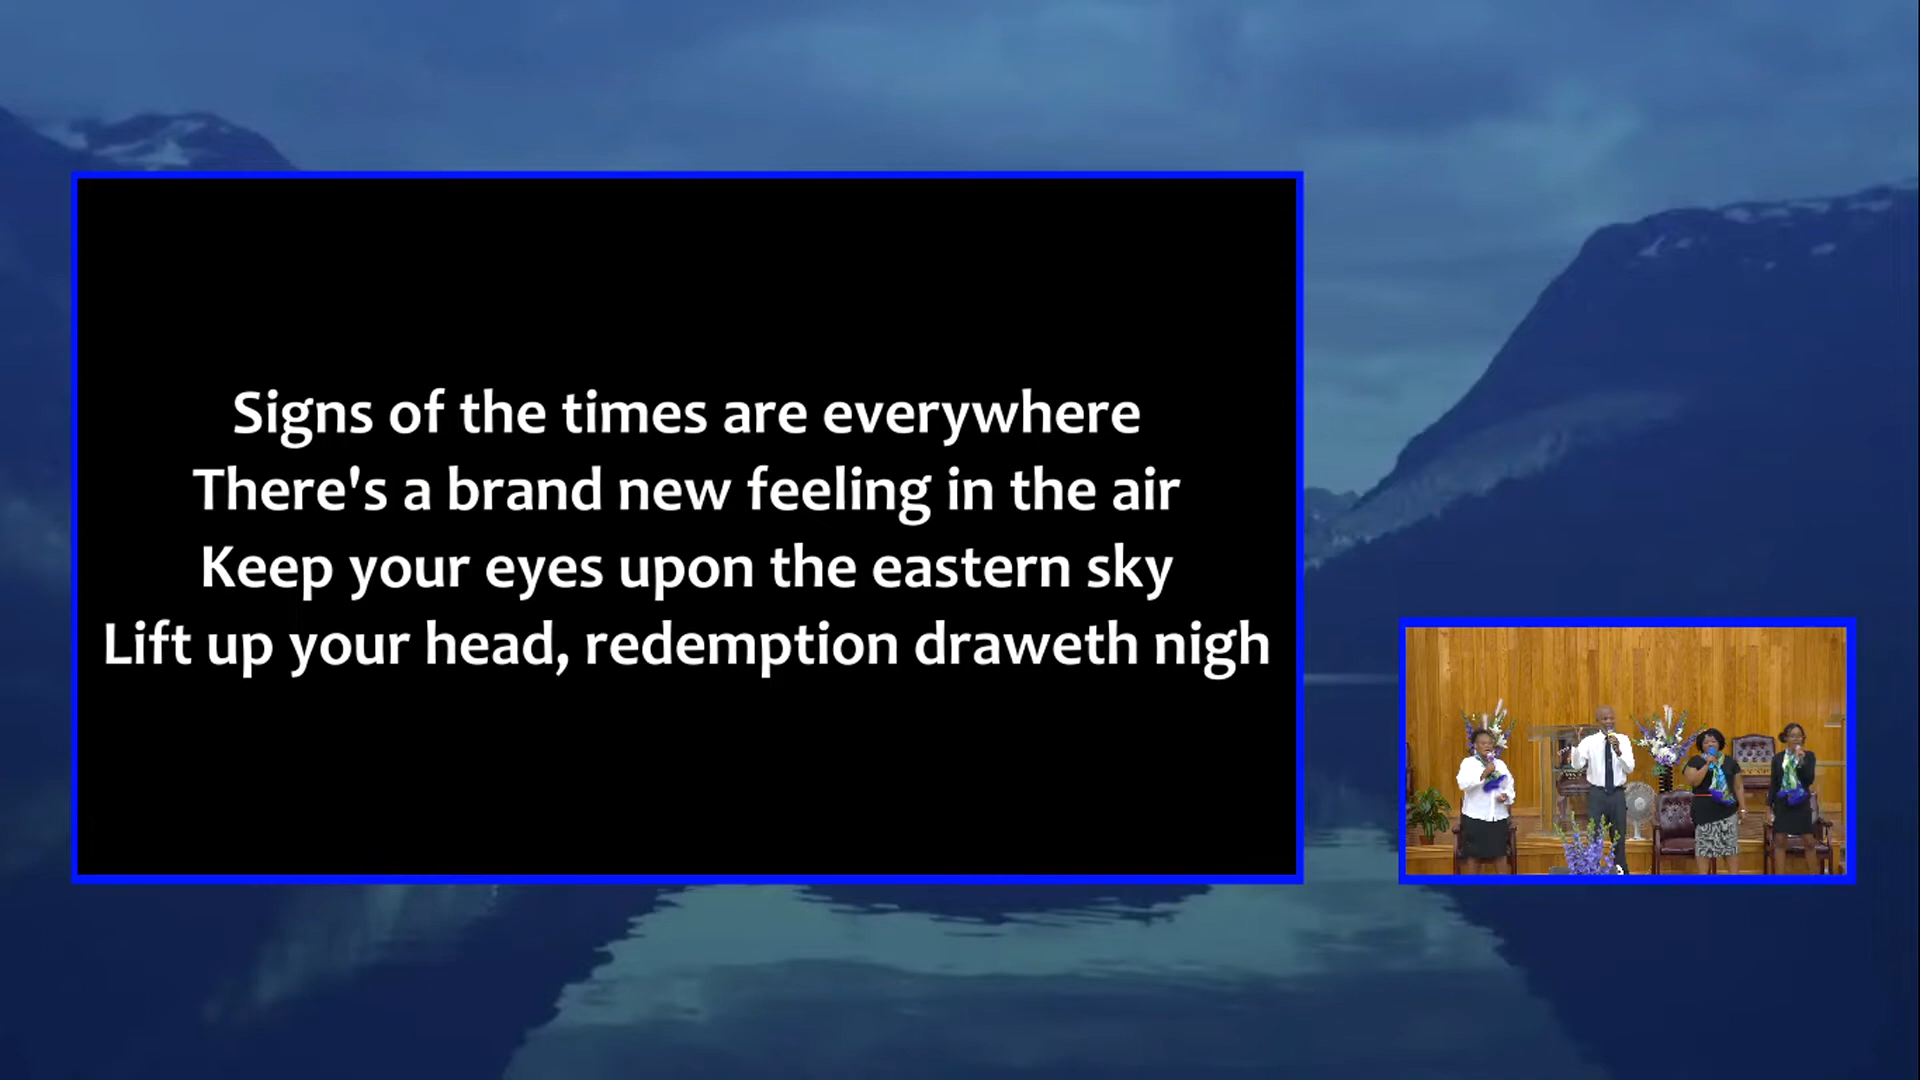 Signs of the times are everywhere
There's a brand new feeling in the air
Keep your eyes upon the eastern sky
Lift up your head, redemption draweth nigh